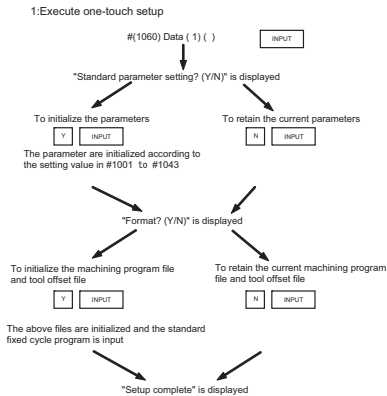 1:Execute one-touch setup
#(1060) Data ( 1) ( )
INPUT
"Standard parameter setting? (Y/N)" is displayed
To initialize the parameters
Y INPUT
The parameter are initialized according to
the setting value in #1001 to #1043
To retain the current parameters
N INPUT
"Format? (Y/N)" is displayed
To initialize the machining program file
and tool offset file
Y INPUT
The above files are initialized and the standard
fixed cycle program is input
To retain the current machining program
file and tool offset file
N INPUT
"Setup complete" is displayed